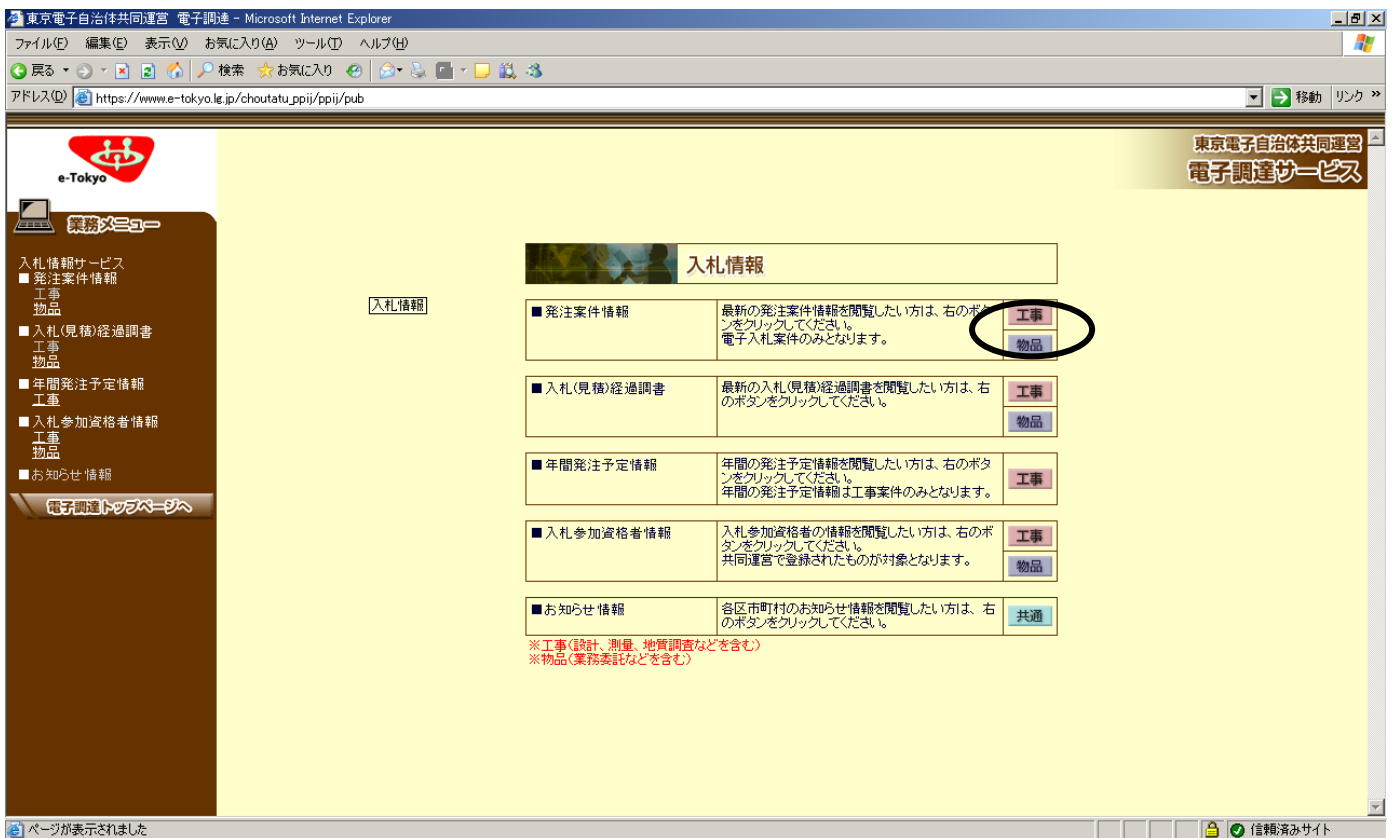 東京電子自治体共同運営 電子調達 - Microsoft Internet Explorer
ファイル(F) 編集(E) 表示(V) お気に入り(A) ツール(T) ヘルプ(H)
戻る 検索 お気に入り
アドレス(D) https://www.e-tokyo.lg.jp/choutatu_ppij/ppij/pub 移動 リンク »
e-Tokyo
東京電子自治体共同運営
電子調達サービス
業務メニュー
入札情報サービス
■ 発注案件情報
工事
物品
■ 入札(見積)経過調書
工事
物品
■ 年間発注予定情報
工事
■ 入札参加資格者情報
工事
物品
■お知らせ情報
電子調達トップページへ
入札情報
入札情報
■ 発注案件情報
最新の発注案件情報を閲覧したい方は、右のボタ
ンをクリックしてください。
電子入札案件のみとなります。
工事
物品
■ 入札(見積)経過調書
最新の入札(見積)経過調書を閲覧したい方は、右
のボタンをクリックしてください。
工事
物品
■ 年間発注予定情報
年間の発注予定情報を閲覧したい方は、右のボタ
ンをクリックしてください。
年間の発注予定情報は工事案件のみとなります。
工事
■ 入札参加資格者情報
入札参加資格者の情報を閲覧したい方は、右のボ
タンをクリックしてください。
共同運営で登録されたものが対象となります。
工事
物品
■お知らせ情報
各区市町村のお知らせ情報を閲覧したい方は、右
のボタンをクリックしてください。
共通
※工事(設計、測量、地質調査などを含む)
※物品(業務委託などを含む)
ページが表示されました
信頼済みサイト